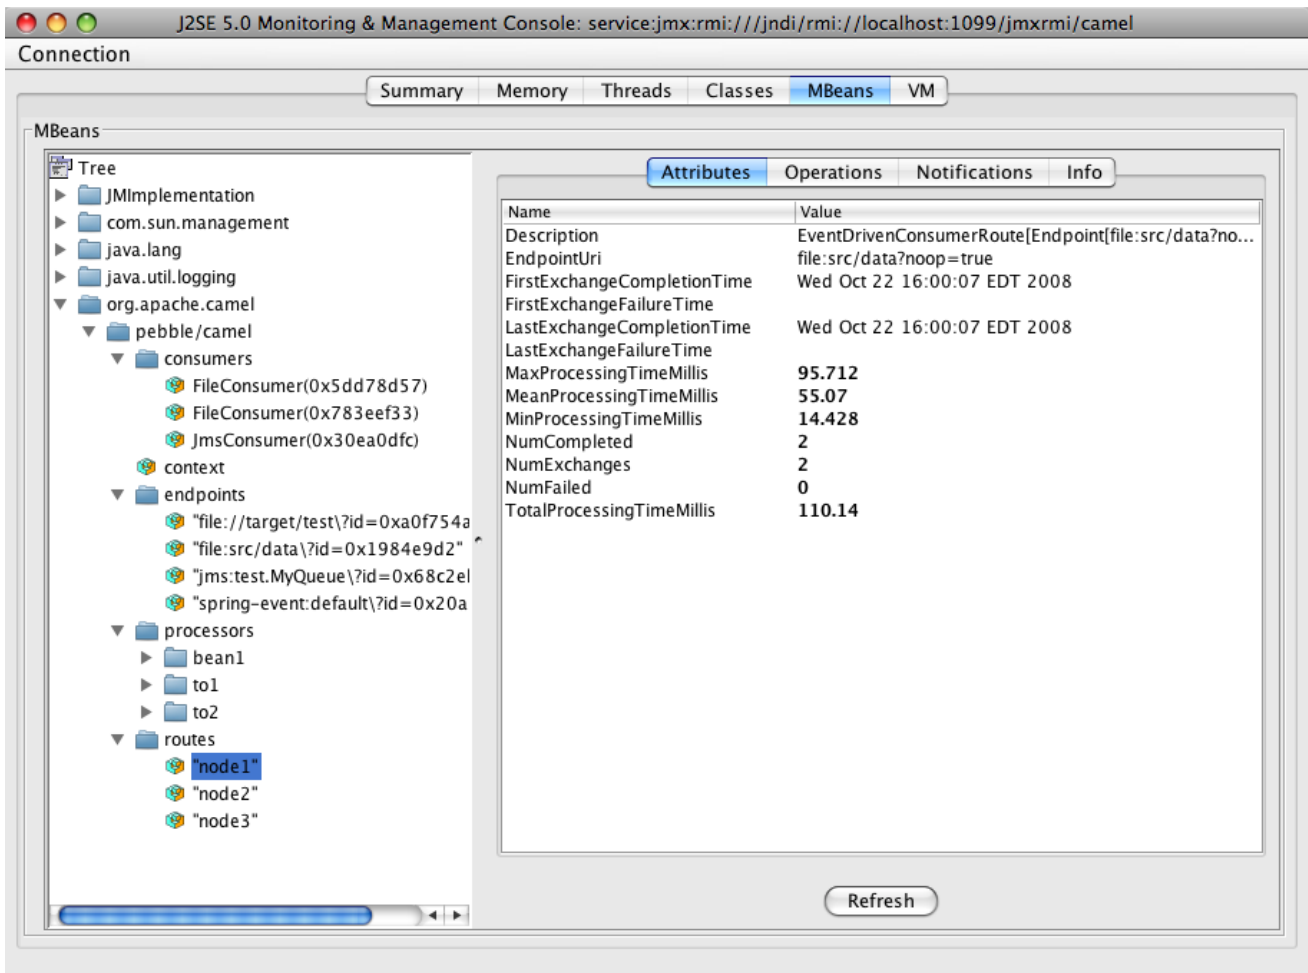 J2SE 5.0 Monitoring & Management Console: service:jmx:rmi:///jndi/rmi://localhost:1099/jmxrmi/camel
Connection
Summary Memory Threads Classes MBeans VM
MBeans
Tree
JMImplementation
com.sun.management
java.lang
java.util.logging
org.apache.camel
pebble/camel
consumers
FileConsumer(0x5dd78d57)
FileConsumer(0x783eef33)
JmsConsumer(0x30ea0dfc)
context
endpoints
"file://target/test\?id=0xa0f754a
"file:src/data\?id=0x1984e9d2"
"jms:test.MyQueue\?id=0x68c2el
"spring-event:default\?id=0x20a
processors
bean1
to1
to2
routes
"node1"
"node2"
"node3"
Attributes Operations Notifications Info
Name Value
Description EventDrivenConsumerRoute[Endpoint[file:src/data?no...
EndpointUri file:src/data?noop=true
FirstExchangeCompletionTime Wed Oct 22 16:00:07 EDT 2008
FirstExchangeFailureTime
LastExchangeCompletionTime Wed Oct 22 16:00:07 EDT 2008
LastExchangeFailureTime
MaxProcessingTimeMillis 95.712
MeanProcessingTimeMillis 55.07
MinProcessingTimeMillis 14.428
NumCompleted 2
NumExchanges 2
NumFailed 0
TotalProcessingTimeMillis 110.14
Refresh